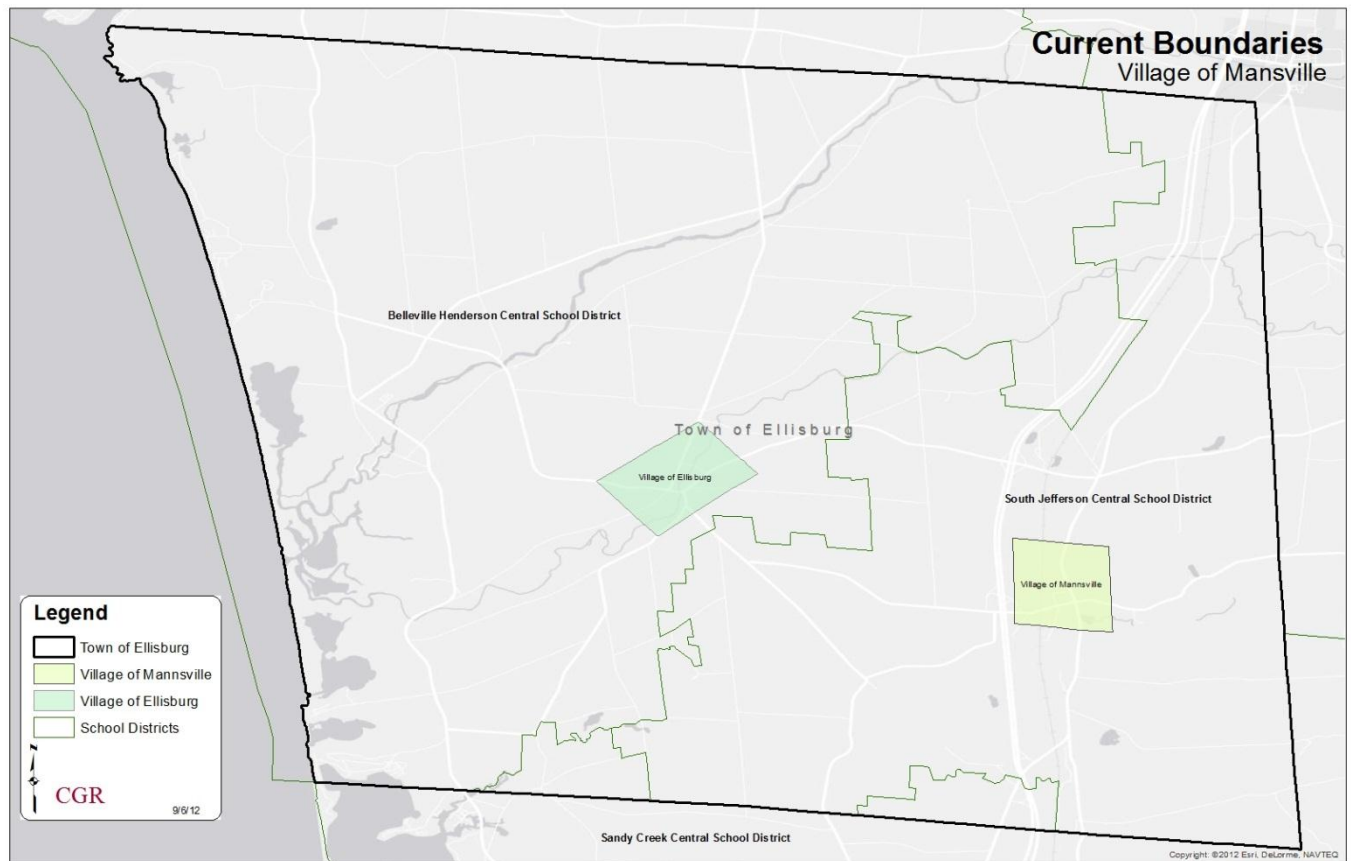 Current Boundaries
Village of Mansville
Belleville Henderson Central School District
Town of Ellisburg
Village of Ellisburg
South Jefferson Central School District
Village of Mannsville
Legend
Town of Ellisburg
Village of Mannsville
Village of Ellisburg
School Districts
N
CGR
9/6/12
Sandy Creek Central School District
Copyright: ©2012 Esri, DeLorme, NAVTEQ